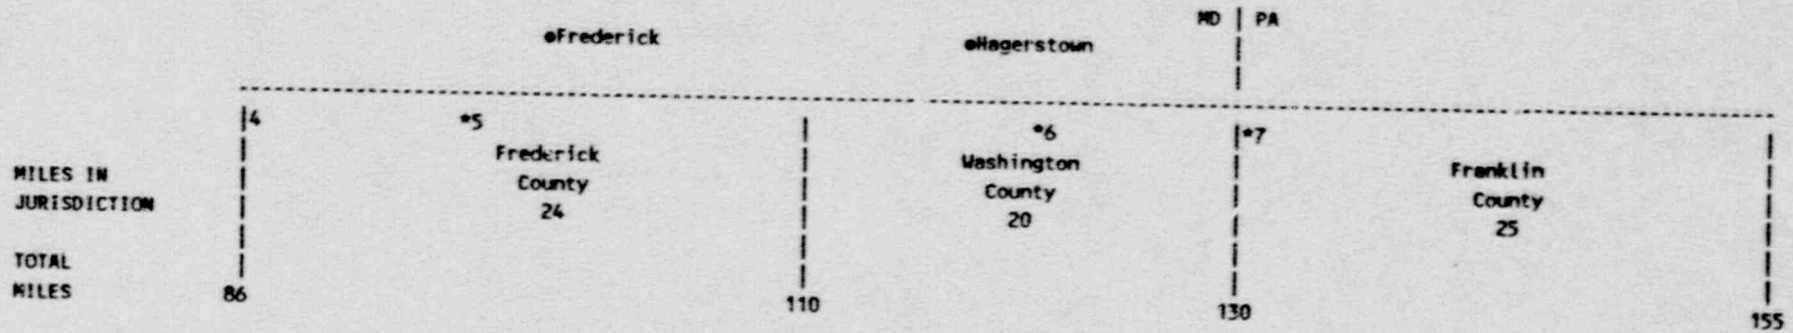 MD | PA
●Frederick
●Hagerstown
|4 *5 *6 |*7
Frederick Washington Franklin
MILES IN County County County
JURISDICTION 24 20 25
TOTAL
MILES 86 110 130 155